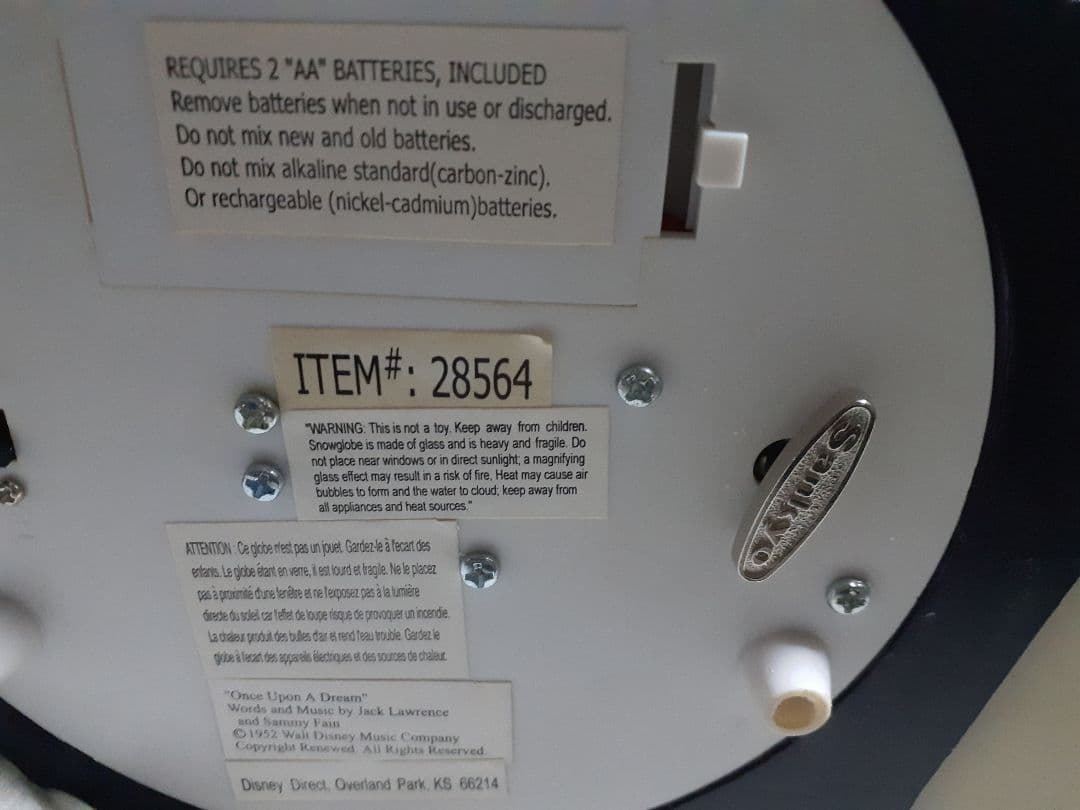 REQUIRES 2 "AA" BATTERIES, INCLUDED
Remove batteries when not in use or discharged.
Do not mix new and old batteries.
Do not mix alkaline standard(carbon-zinc).
Or rechargeable (nickel-cadmium)batteries.
ITEM#: 28564
"WARNING: This is not a toy. Keep away from children.
Snowglobe is made of glass and is heavy and fragile. Do
not place near windows or in direct sunlight; a magnifying
glass effect may result in a risk of fire. Heat may cause air
bubbles to form and the water to cloud; keep away from
all appliances and heat sources."
Sankyo
ATTENTION : Ce globe n'est pas un jouet. Gardez-le à l'ecart des
enfants. Le globe étant en verre, il est lourd et fragile. Ne le placez
pas à proximité d'une fenêtre et ne l'exposez pas à la lumière
directe du soleil car l'effet de loupe risque de provoquer un incendie.
La chaleur produit des bulles d'air et rend l'eau trouble. Gardez le
globe à l'ecart des appareils électriques et des sources de chaleur.
"Once Upon A Dream"
Words and Music by Jack Lawrence
and Sammy Fain
©1952 Walt Disney Music Company
Copyright Renewed. All Rights Reserved.
Disney Direct, Overland Park, KS 66214